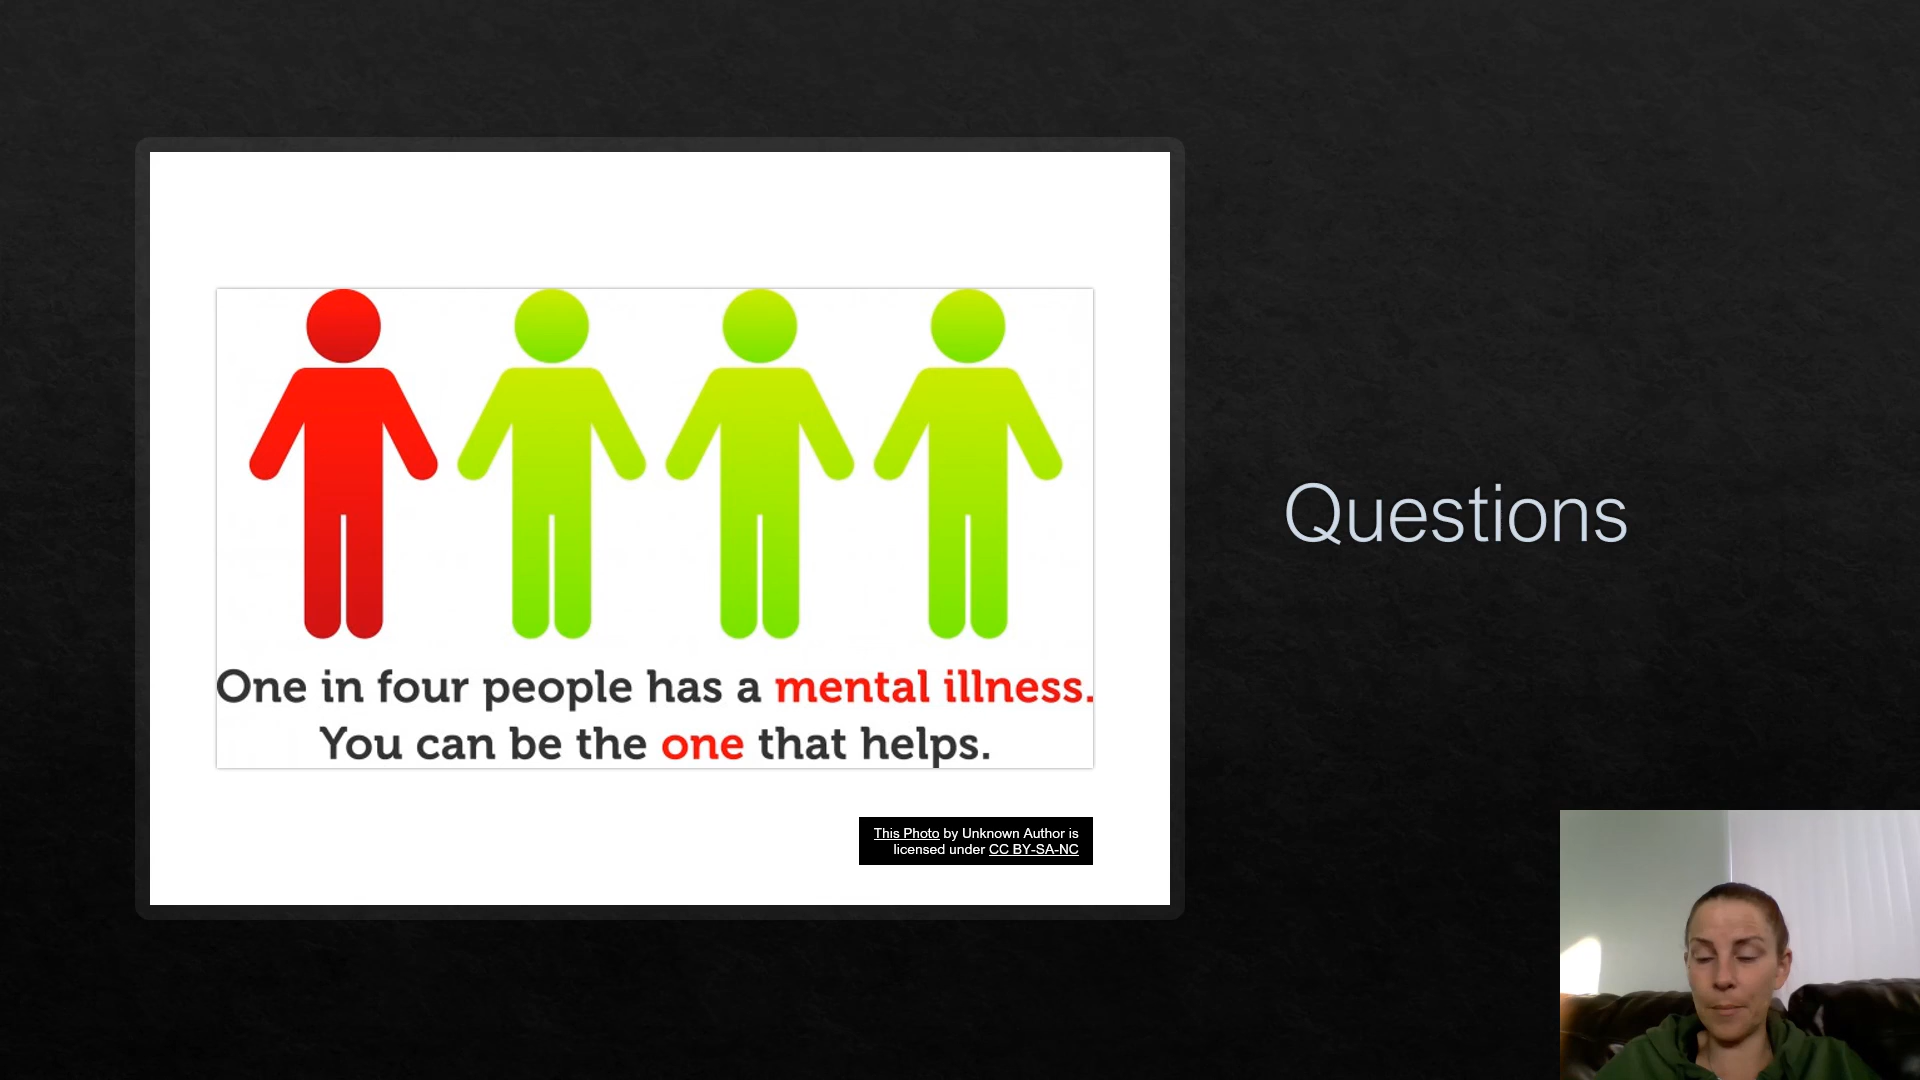 One in four people has a mental illness.
You can be the one that helps.
This Photo by Unknown Author is
licensed under CC BY-SA-NC
Questions